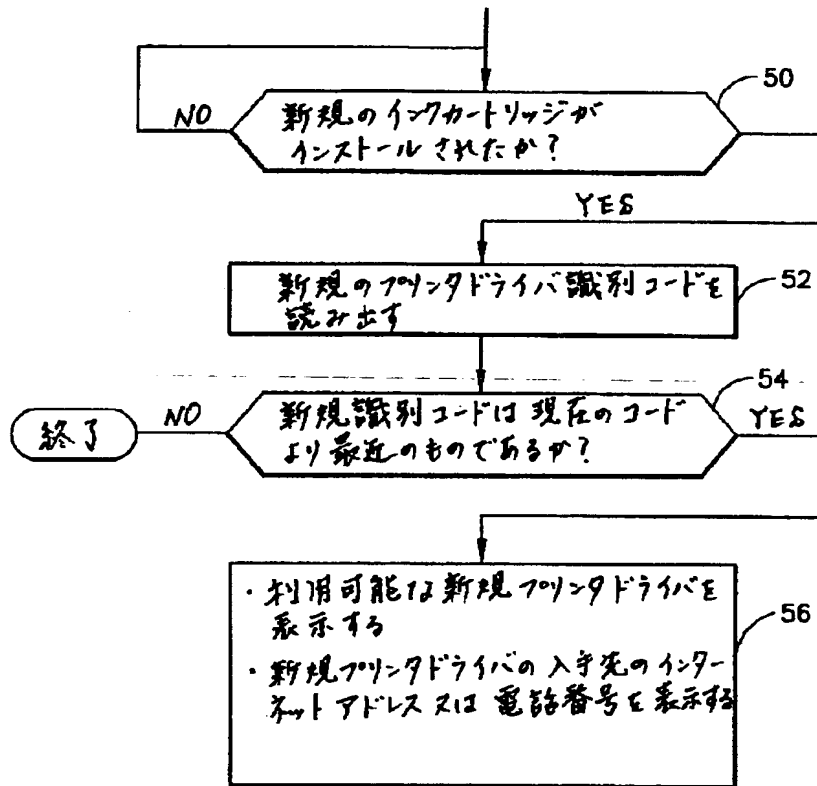 50
新規のインクカートリッジが
インストールされたか?
NO
YES
新規のプリンタドライバ識別コードを
読み出す
52
54
新規識別コードは現在のコード
より最近のものであるか?
NO
YES
終了
・利用可能な新規プリンタドライバを
表示する
・新規プリンタドライバの入手先のインター
ネットアドレス又は電話番号を表示する
56